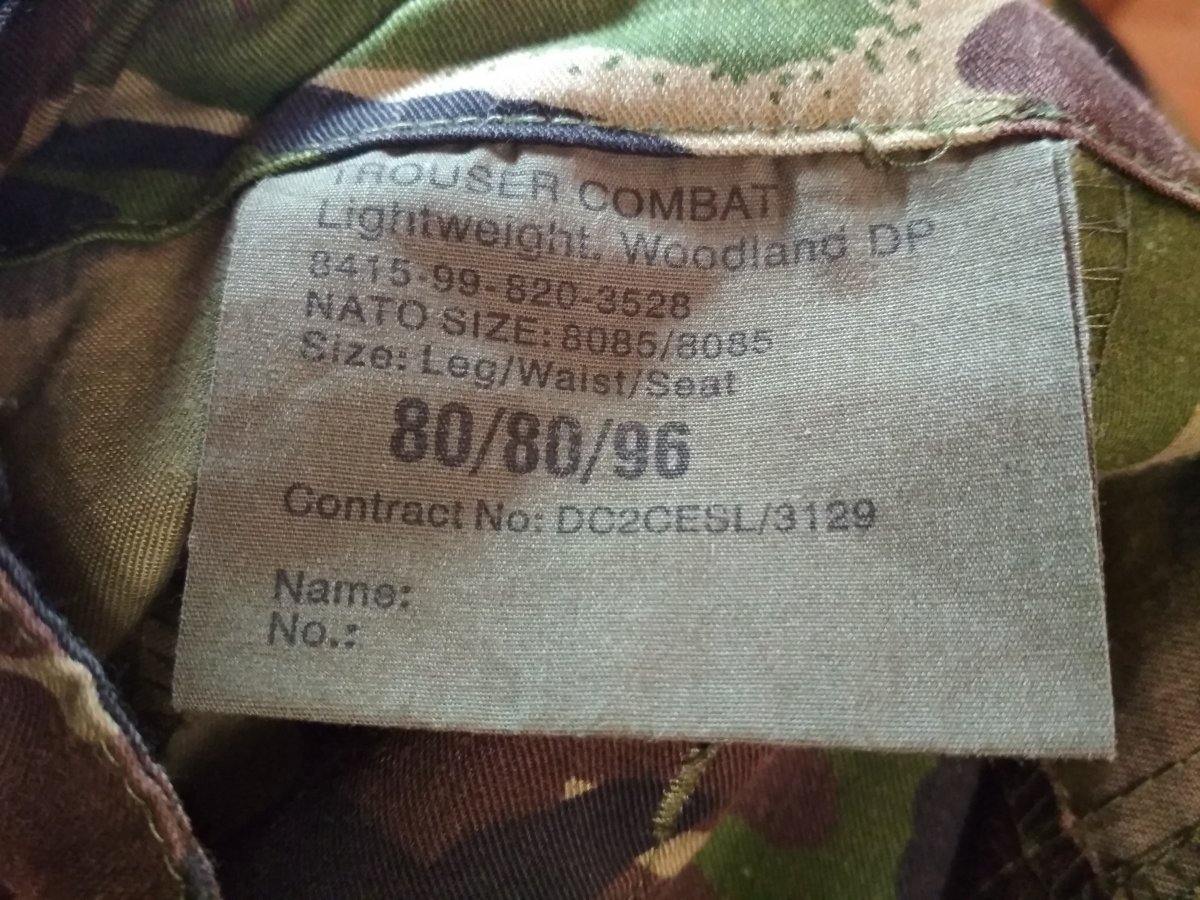 TROUSER COMBAT
Lightweight, Woodland DP
8415-99-820-3528
NATO SIZE: 8085/8085
Size: Leg/Waist/Seat
80/80/96
Contract No: DC2CESL/3129
Name:
No.: